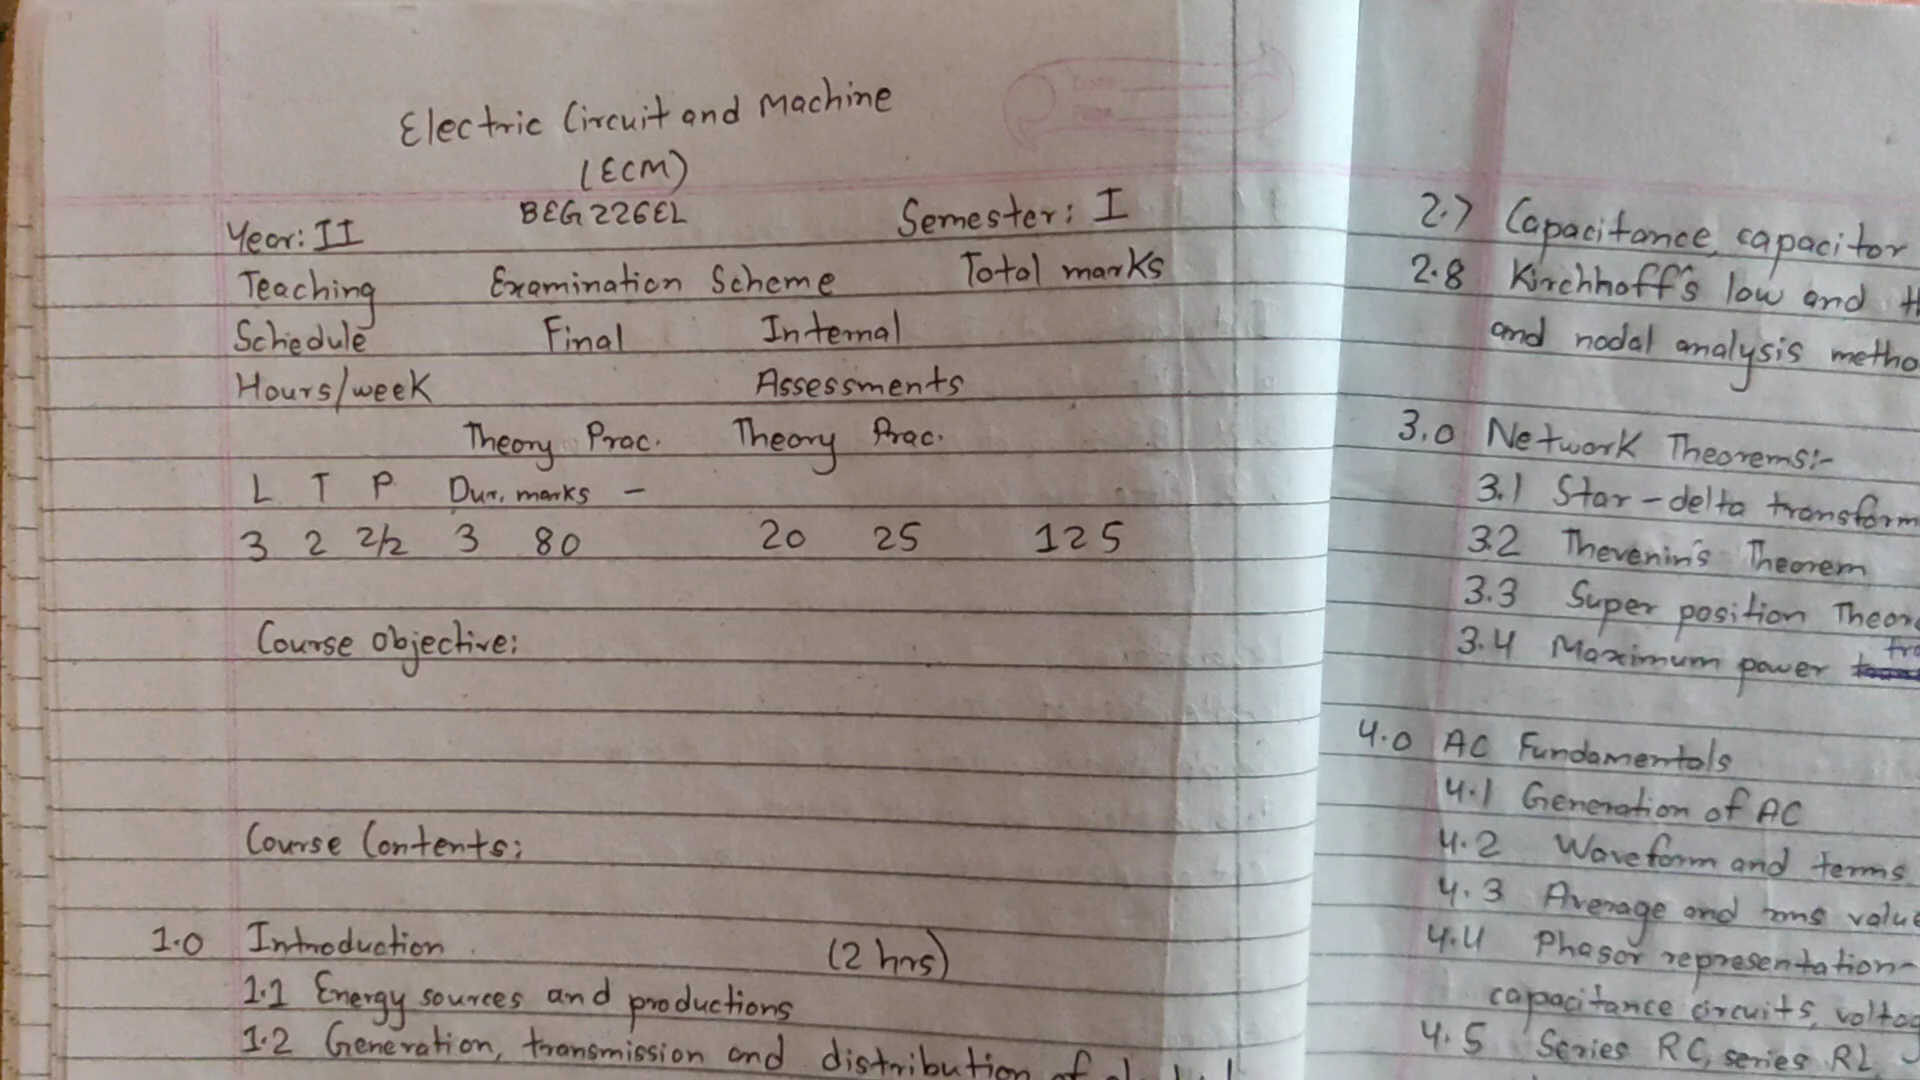 Electric Circuit and Machine
(ECM)
BEG226EL
Year: II Semester: I
Teaching Examination Scheme Total marks
Schedule Final Internal
Hours/week Assessments
Theory Prac. Theory Prac.
L T P Dur. marks -
3 2 2/2 3 80 20 25 125
Course Objective:
Course Contents:
1.0 Introduction (2 hrs)
1.1 Energy sources and productions
1.2 Generation, transmission and distribution of
2.7 Capacitance, capacitor
2.8 Kirchhoff's low and
and nodal analysis
3.0 Network Theorems:-
3.1 Star-delta
3.2 Thevenin's Theorem
3.3 Super position
3.4 Maximum power
4.0 AC Fundamentals
4.1 Generation of AC
4.2 Waveform and terms
4.3 Average and rms
4.4 Phasor representation-
capacitance circuits,
4.5 Series RC, series RL